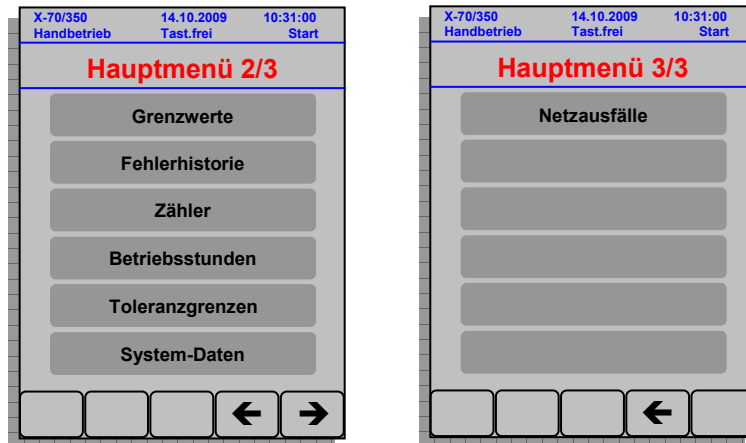 X-70/350 14.10.2009 10:31:00
Handbetrieb Tast.frei Start
Hauptmenü 2/3
Grenzwerte
Fehlerhistorie
Zähler
Betriebsstunden
Toleranzgrenzen
System-Daten
X-70/350 14.10.2009 10:31:00
Handbetrieb Tast.frei Start
Hauptmenü 3/3
Netzausfälle